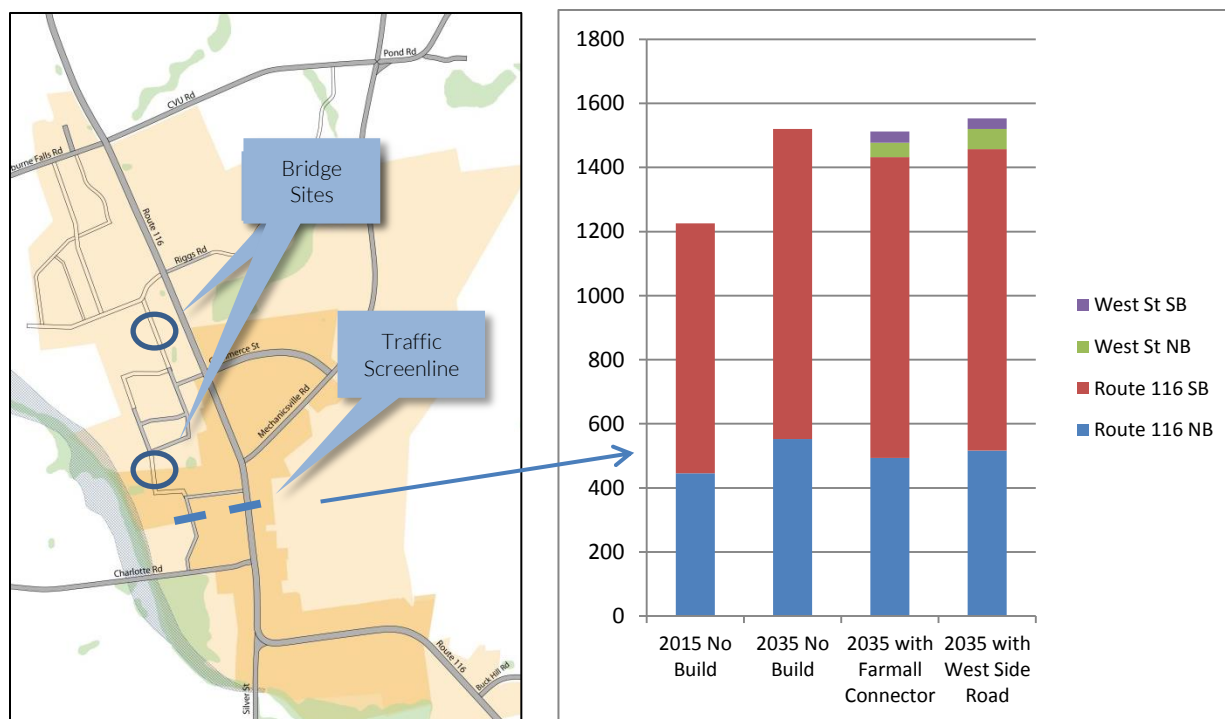 Pond Rd
CVU Rd
ourne Falls Rd
Bridge
Sites
Route 116
Riggs Rd
Traffic
Screenline
merce St
Mechanicsville Rd
Charlotte Rd
Route 116
Buck Hill Rd
Silver St
1800
1600
1400
1200
1000
800
600
400
200
0
2015 No
Build
2035 No
Build
2035 with
Farmall
Connector
2035 with
West Side
Road
West St SB
West St NB
Route 116 SB
Route 116 NB